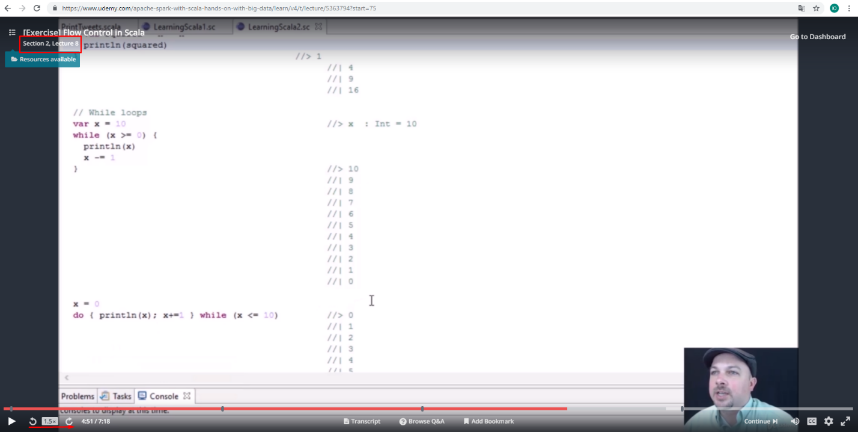 https://www.udemy.com/apache-spark-with-scala-hands-on-with-big-data/learn/v4/t/lecture/5363794?start=75
PrintTweets.scala LearningScala1.sc LearningScala2.sc
[Exercise] Flow Control in Scala
Section 2, Lecture 8
Go to Dashboard
Resources available
println(squared)
//> 1
//| 4
//| 9
//| 16
// While loops
var x = 10 //> x : Int = 10
while (x >= 0) {
println(x)
x -= 1
}
//> 10
//| 9
//| 8
//| 7
//| 6
//| 5
//| 4
//| 3
//| 2
//| 1
//| 0
x = 0
do { println(x); x+=1 } while (x <= 10) //> 0
//| 1
//| 2
//| 3
//| 4
//| 5
Problems Tasks Console
consoles to display at this time.
1.5× 4:51 / 7:18 Transcript Browse Q&A Add Bookmark Continue CC